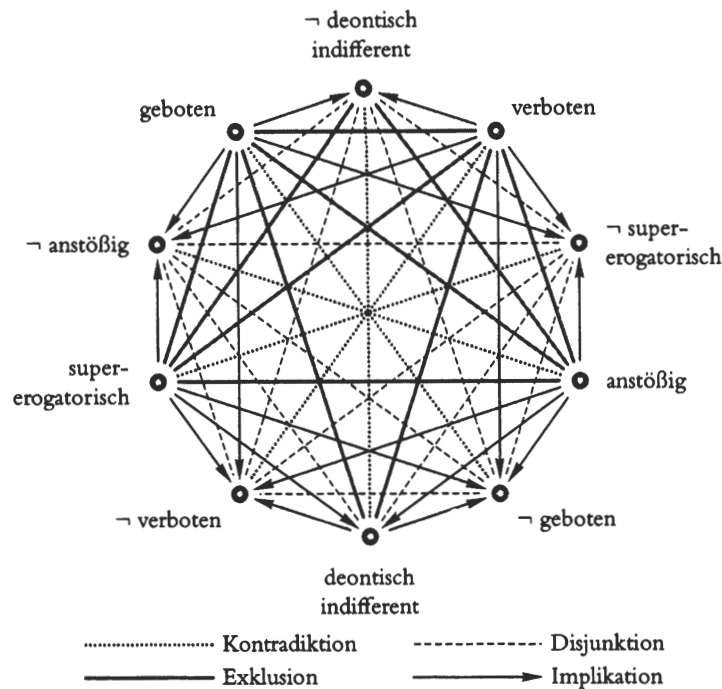 ¬ deontisch
indifferent
geboten
verboten
¬ anstößig
¬ super-
erogatorisch
super-
erogatorisch
anstößig
¬ verboten
¬ geboten
deontisch
indifferent
Kontradiktion
Disjunktion
Exklusion
Implikation